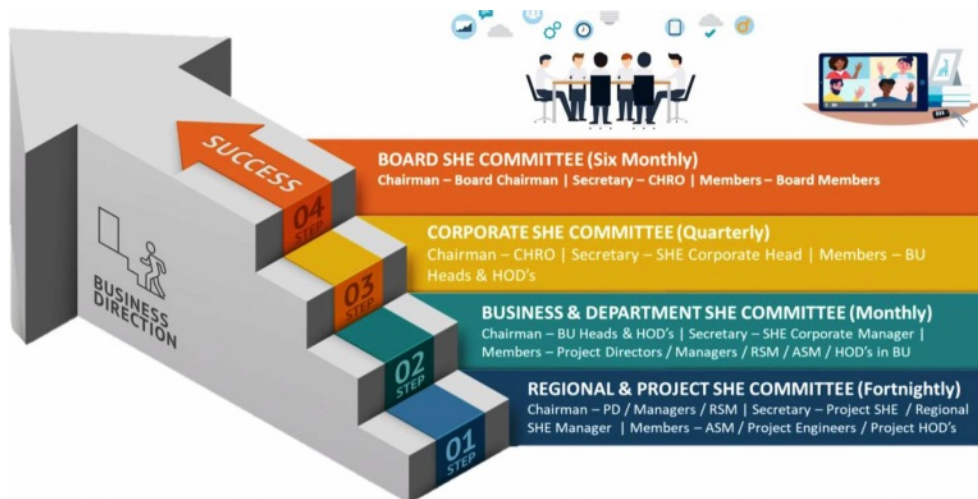 BOARD SHE COMMITTEE (Six Monthly)
Chairman – Board Chairman | Secretary – CHRO | Members – Board Members
SUCCESS
04
STEP
CORPORATE SHE COMMITTEE (Quarterly)
Chairman – CHRO | Secretary – SHE Corporate Head | Members – BU
Heads & HOD's
03
STEP
BUSINESS
DIRECTION
BUSINESS & DEPARTMENT SHE COMMITTEE (Monthly)
Chairman – BU Heads & HOD's | Secretary – SHE Corporate Manager |
Members – Project Directors / Managers / RSM / ASM / HOD's in BU
02
STEP
REGIONAL & PROJECT SHE COMMITTEE (Fortnightly)
Chairman – PD / Managers / RSM | Secretary – Project SHE / Regional
SHE Manager | Members – ASM / Project Engineers / Project HOD's
01
STEP